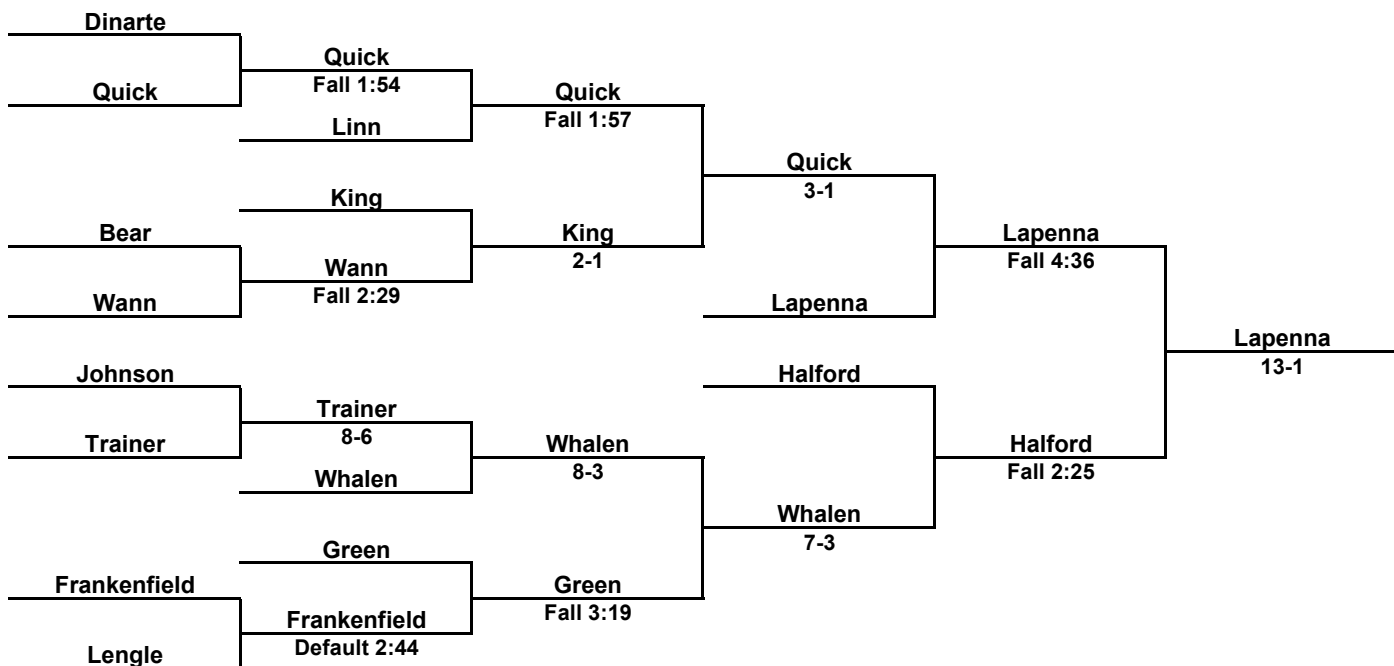 Dinarte
Quick
Fall 1:54
Quick
Quick
Fall 1:57
Linn
Quick
3-1
King
Bear
King
2-1
Lapenna
Fall 4:36
Wann
Fall 2:29
Wann
Lapenna
Lapenna
13-1
Johnson
Halford
Trainer
8-6
Trainer
Whalen
8-3
Halford
Fall 2:25
Whalen
Whalen
7-3
Green
Frankenfield
Green
Fall 3:19
Frankenfield
Default 2:44
Lengle